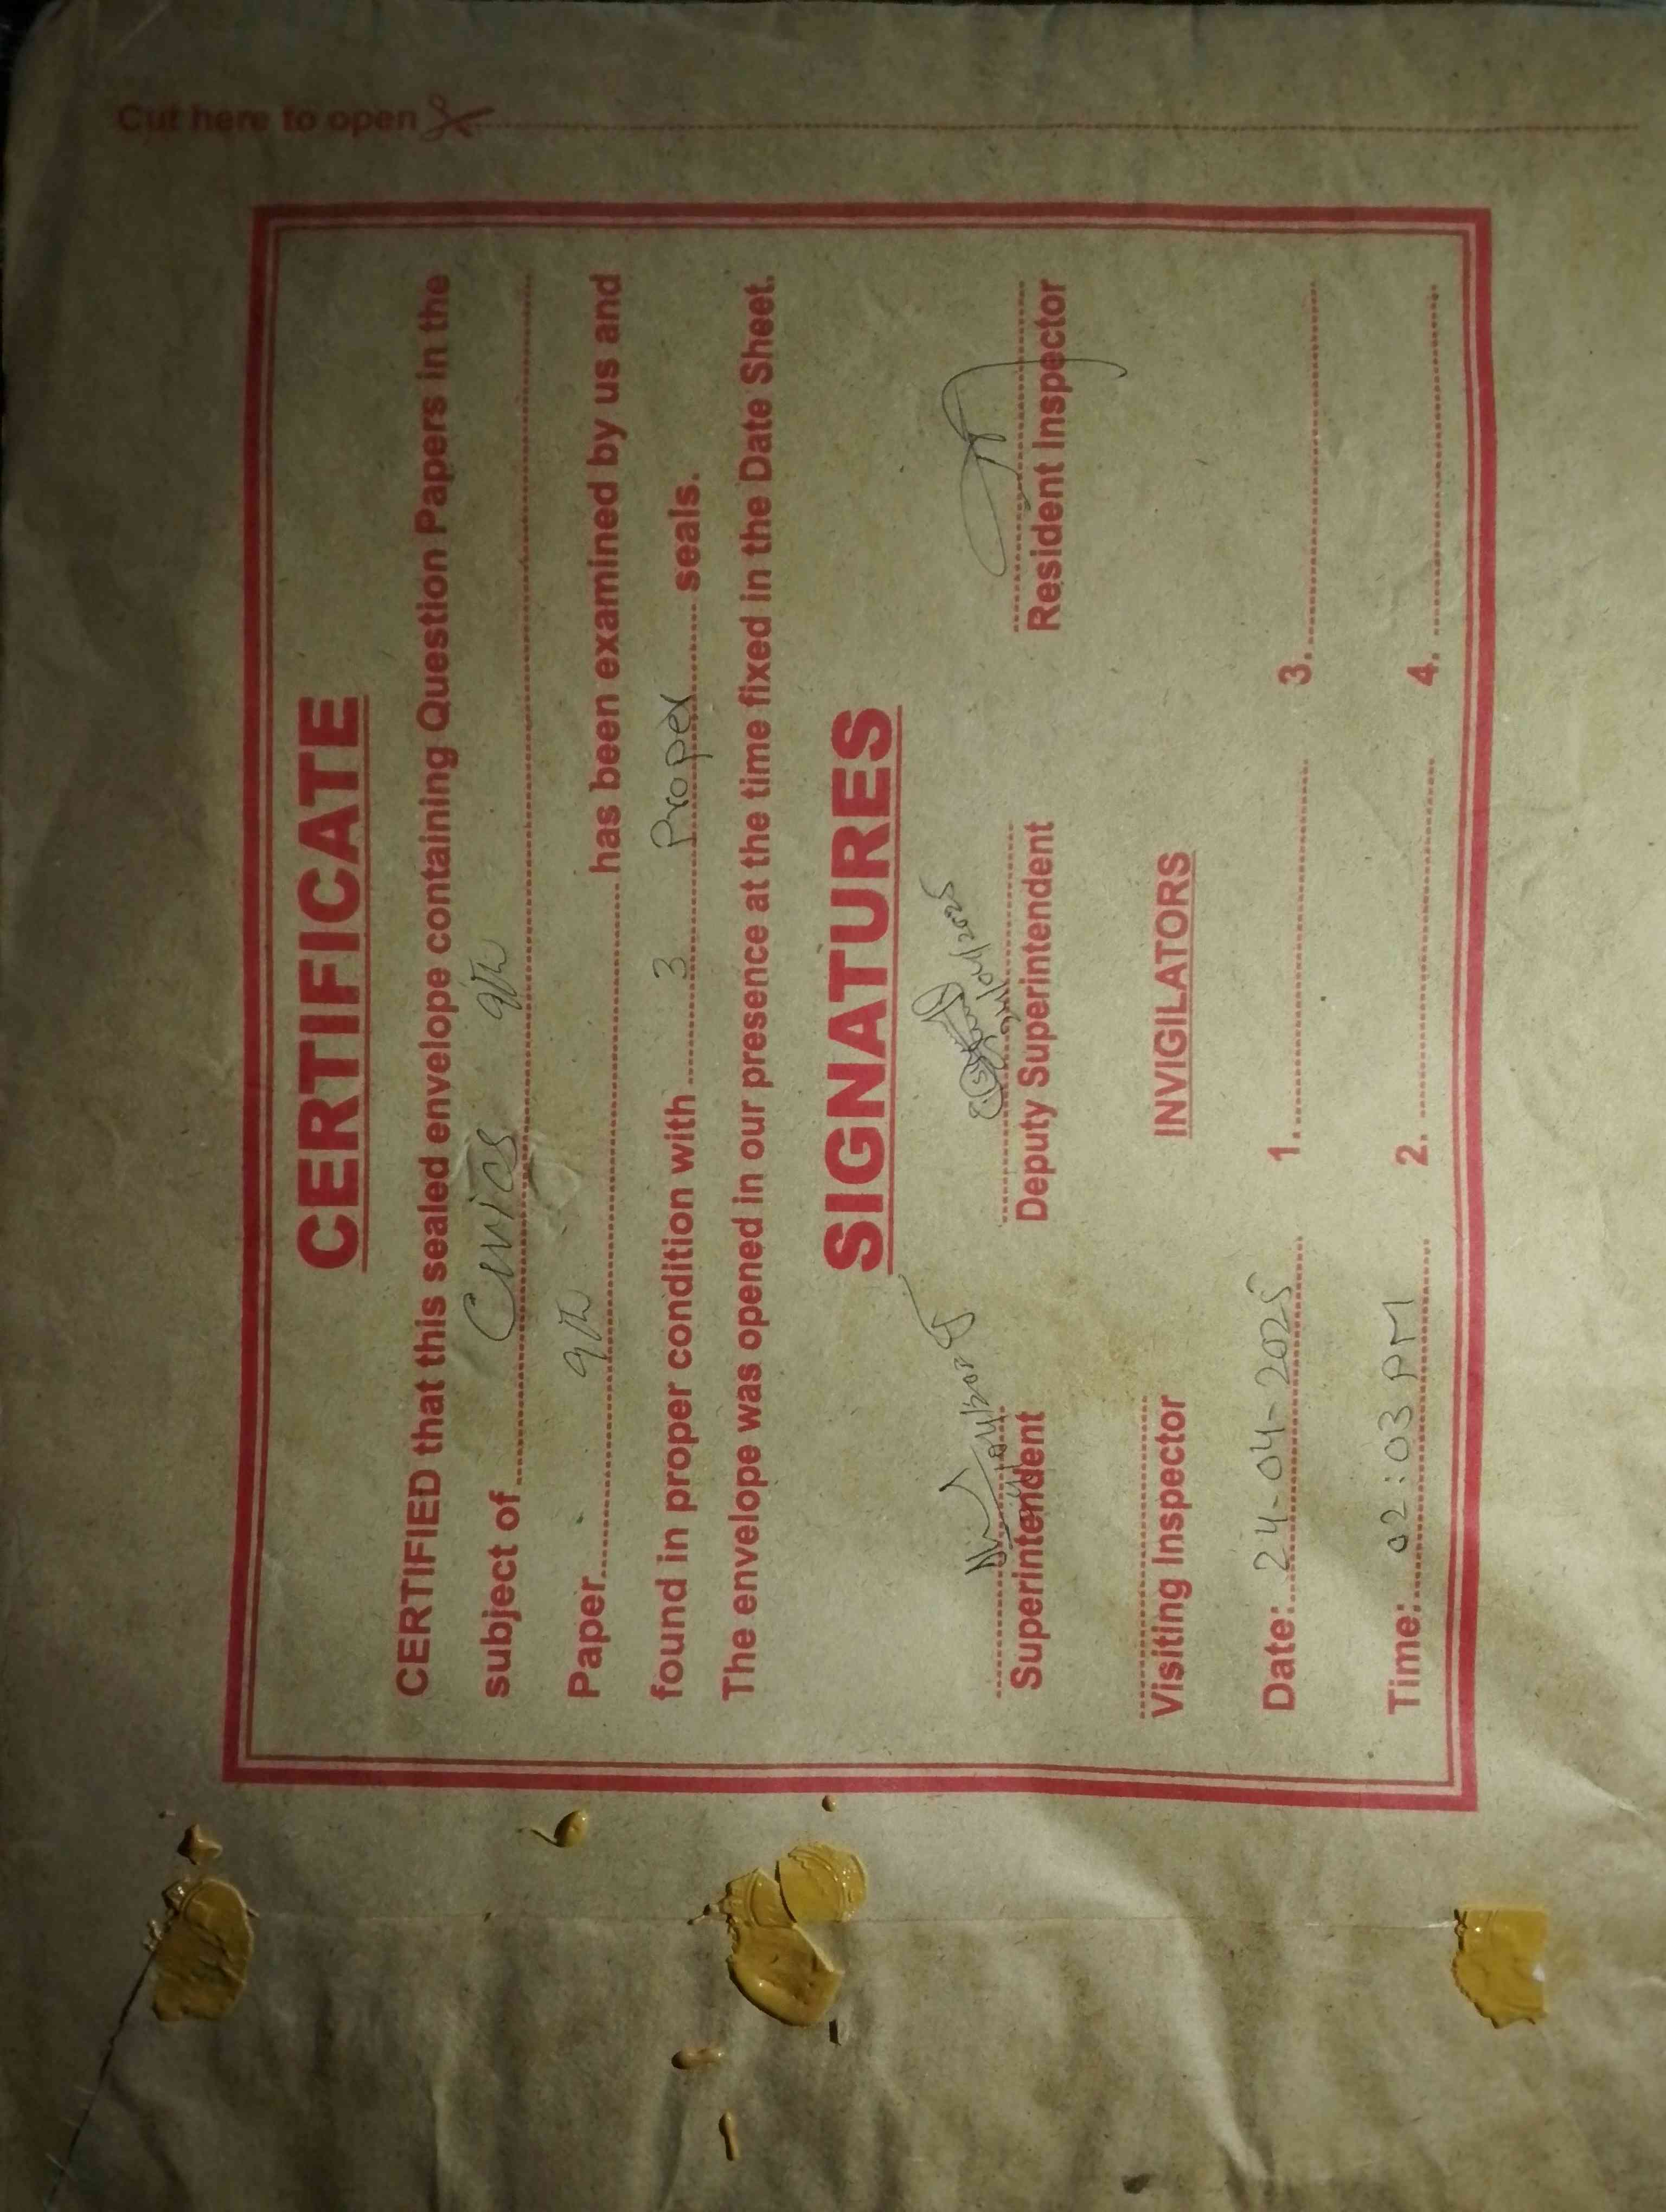 Cut here to open
CERTIFICATE
CERTIFIED that this sealed envelope containing Question Papers in the
subject of Civics 9th
Paper 9th has been examined by us and
found in proper condition with 3 Proper seals.
The envelope was opened in our presence at the time fixed in the Date Sheet.
SIGNATURES
24/04/2025
Superintendent Deputy Superintendent Resident Inspector
Visiting Inspector INVIGILATORS
Date: 24-04-2025 1. 3.
Time: 02:03 PM 2. 4.